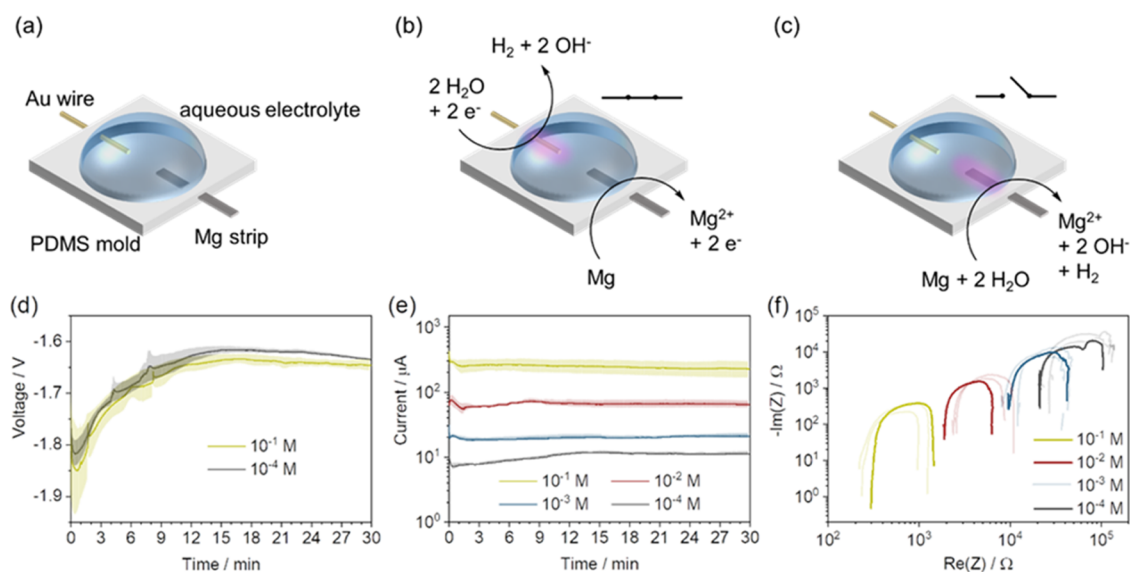 (a)
Au wire
aqueous electrolyte
PDMS mold
Mg strip
(b)
H₂ + 2 OH⁻
2 H₂O
+ 2 e⁻
Mg²⁺
+ 2 e⁻
Mg
(c)
Mg²⁺
+ 2 OH⁻
+ H₂
Mg + 2 H₂O
(d)
Voltage / V
-1.6
-1.7
-1.8
-1.9
10⁻¹ M
10⁻⁴ M
0 3 6 9 12 15 18 21 24 27 30
Time / min
(e)
Current / µA
10³
10²
10¹
10⁰
10⁻¹ M 10⁻² M
10⁻³ M 10⁻⁴ M
0 3 6 9 12 15 18 21 24 27 30
Time / min
(f)
-Im(Z) / Ω
10⁵
10⁴
10³
10²
10¹
10⁰
10⁻¹ M
10⁻² M
10⁻³ M
10⁻⁴ M
10² 10³ 10⁴ 10⁵
Re(Z) / Ω